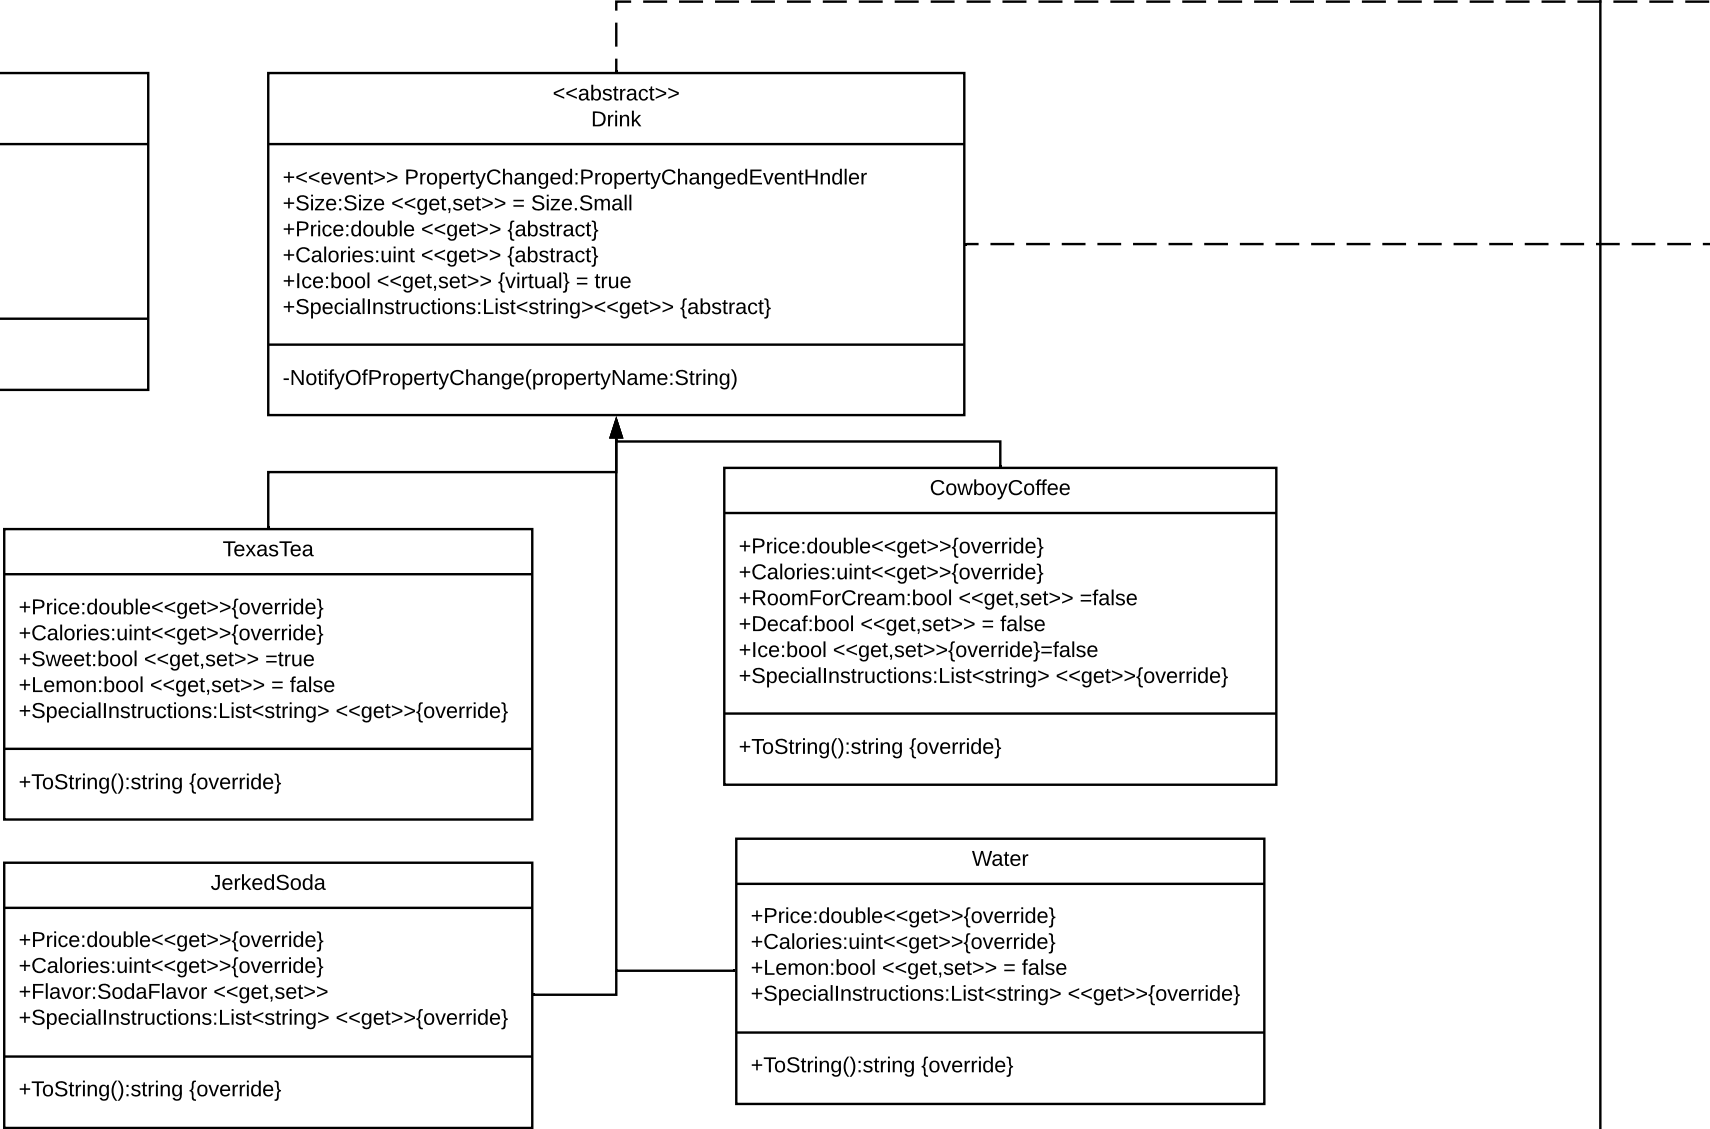 <<abstract>>
Drink
+<<event>> PropertyChanged:PropertyChangedEventHndler
+Size:Size <<get,set>> = Size.Small
+Price:double <<get>> {abstract}
+Calories:uint <<get>> {abstract}
+Ice:bool <<get,set>> {virtual} = true
+SpecialInstructions:List<string><<get>> {abstract}
-NotifyOfPropertyChange(propertyName:String)
CowboyCoffee
+Price:double<<get>>{override}
+Calories:uint<<get>>{override}
+RoomForCream:bool <<get,set>> =false
+Decaf:bool <<get,set>> = false
+Ice:bool <<get,set>>{override}=false
+SpecialInstructions:List<string> <<get>>{override}
+ToString():string {override}
TexasTea
+Price:double<<get>>{override}
+Calories:uint<<get>>{override}
+Sweet:bool <<get,set>> =true
+Lemon:bool <<get,set>> = false
+SpecialInstructions:List<string> <<get>>{override}
+ToString():string {override}
Water
+Price:double<<get>>{override}
+Calories:uint<<get>>{override}
+Lemon:bool <<get,set>> = false
+SpecialInstructions:List<string> <<get>>{override}
+ToString():string {override}
JerkedSoda
+Price:double<<get>>{override}
+Calories:uint<<get>>{override}
+Flavor:SodaFlavor <<get,set>>
+SpecialInstructions:List<string> <<get>>{override}
+ToString():string {override}